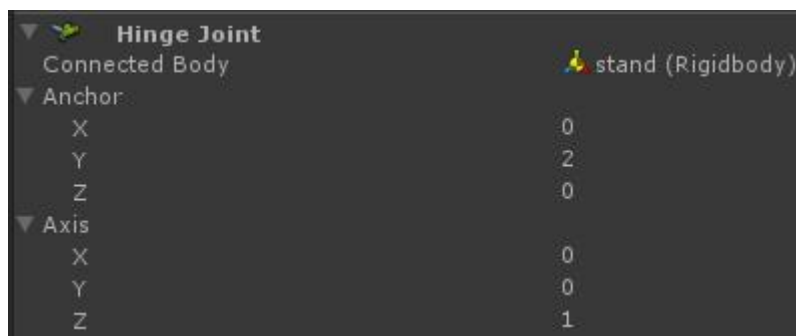 Hinge Joint
Connected Body stand (Rigidbody)
Anchor
X 0
Y 2
Z 0
Axis
X 0
Y 0
Z 1